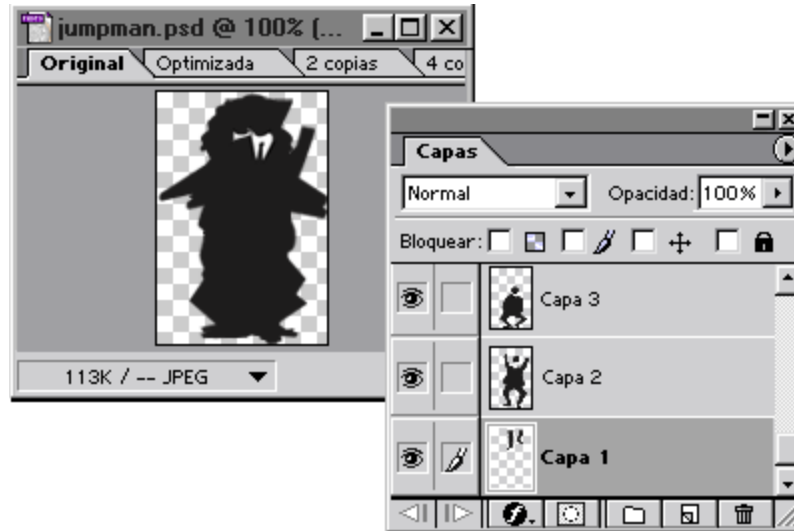 jumpman.psd @ 100% (...
Original Optimizada 2 copias 4 co
113K / -- JPEG
Capas
Normal Opacidad: 100%
Bloquear:
Capa 3
Capa 2
Capa 1